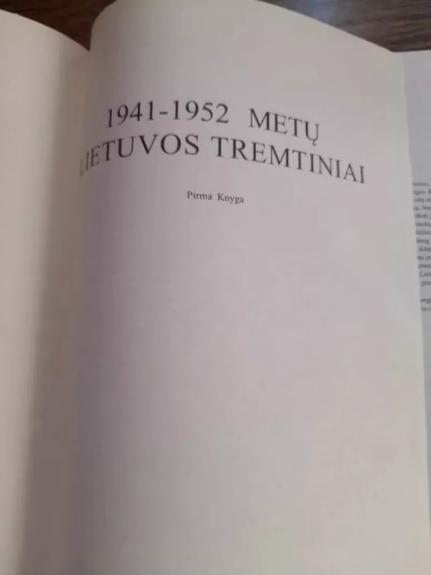 1941-1952 METŲ
LIETUVOS TREMTINIAI
Pirma Knyga